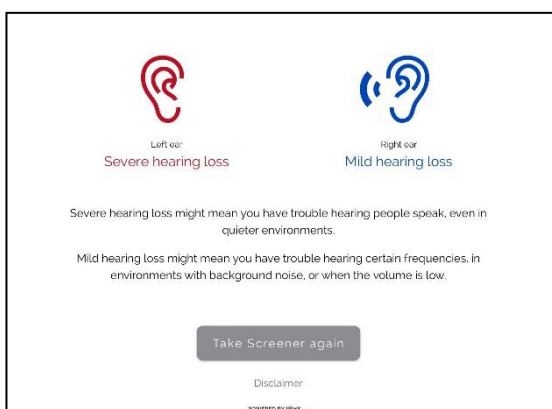 Left ear
Severe hearing loss
Right ear
Mild hearing loss
Severe hearing loss might mean you have trouble hearing people speak, even in
quieter environments.
Mild hearing loss might mean you have trouble hearing certain frequencies, in
environments with background noise, or when the volume is low.
Take Screener again
Disclaimer
POWERED BY